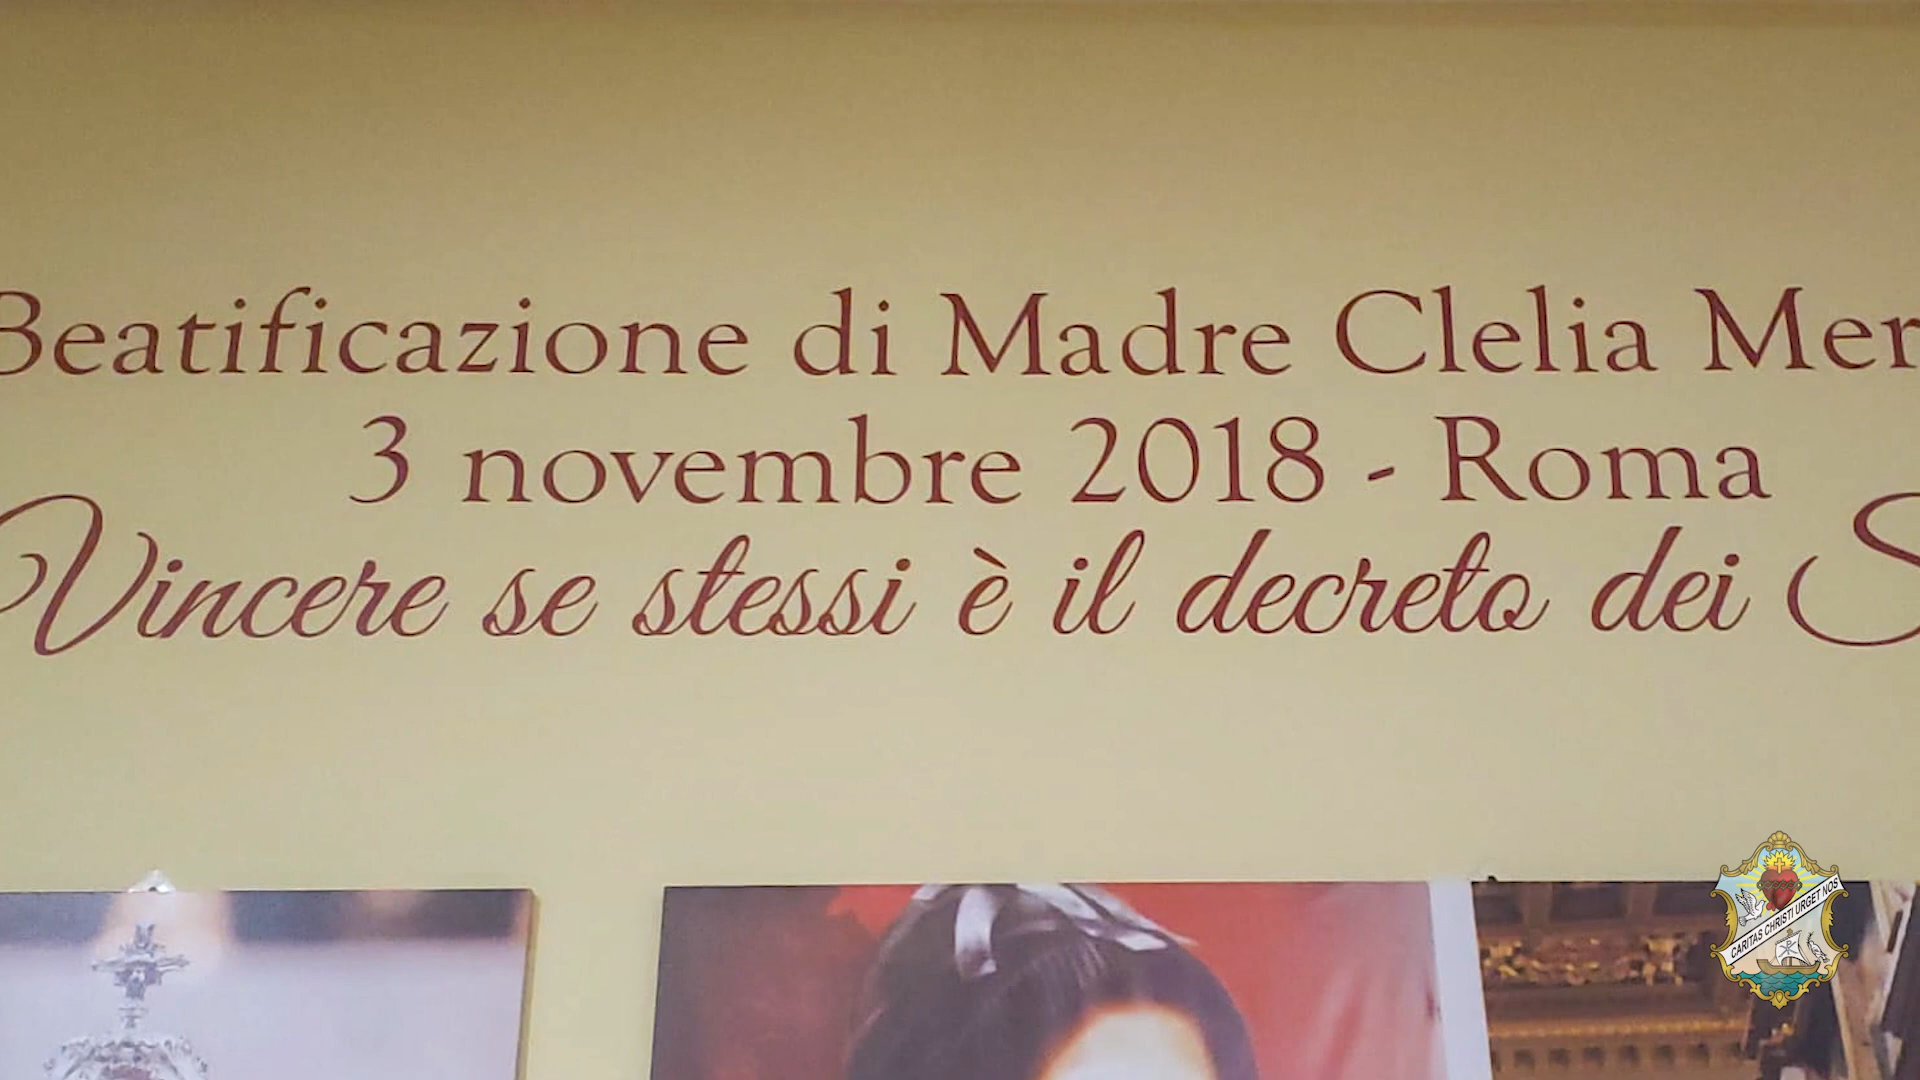 Beatificazione di Madre Clelia Mer
3 novembre 2018 - Roma
Vincere se stessi è il decreto dei S
CARITAS CHRISTI URGET NOS